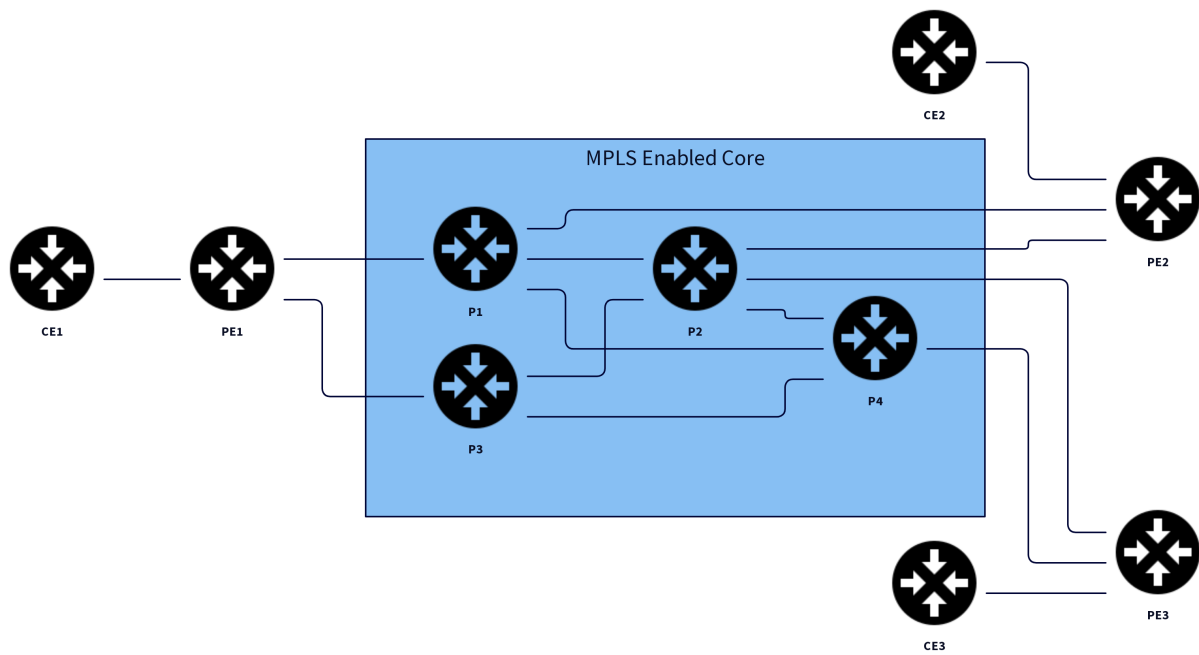 CE2
MPLS Enabled Core
PE2
CE1
PE1
P1
P2
P4
P3
PE3
CE3